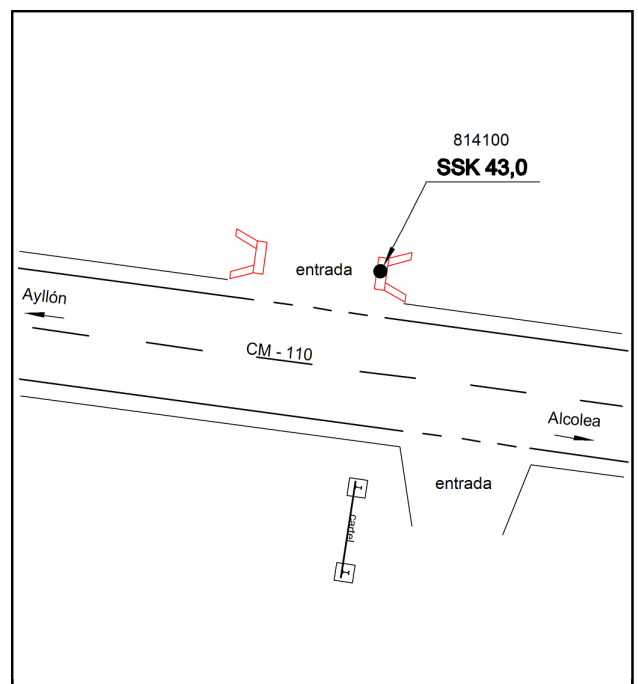 814100
SSK 43,0
entrada
Ayllón
CM - 110
Alcolea
entrada
cartel